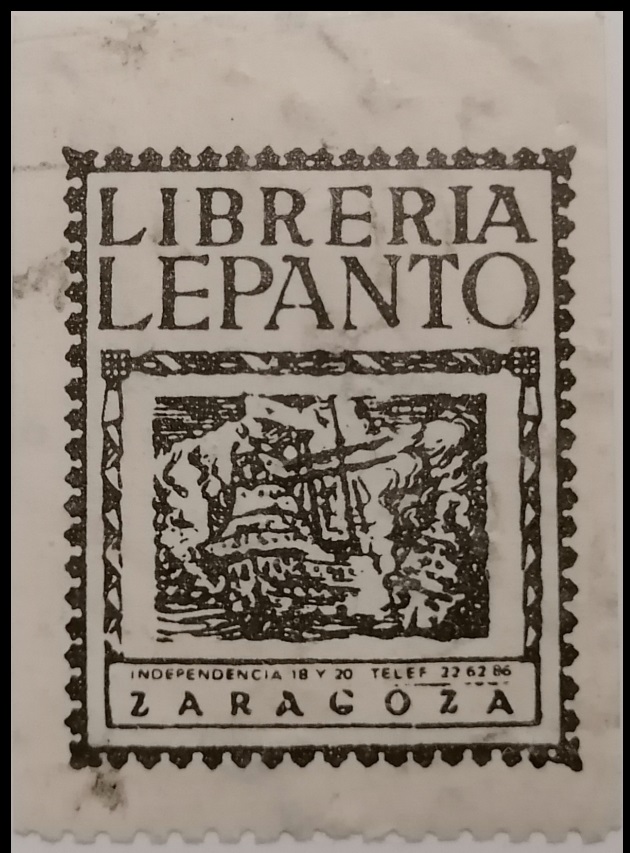 LIBRERIA
LEPANTO
INDEPENDENCIA 18 Y 20 TELEF 22 62 86
ZARAGOZA